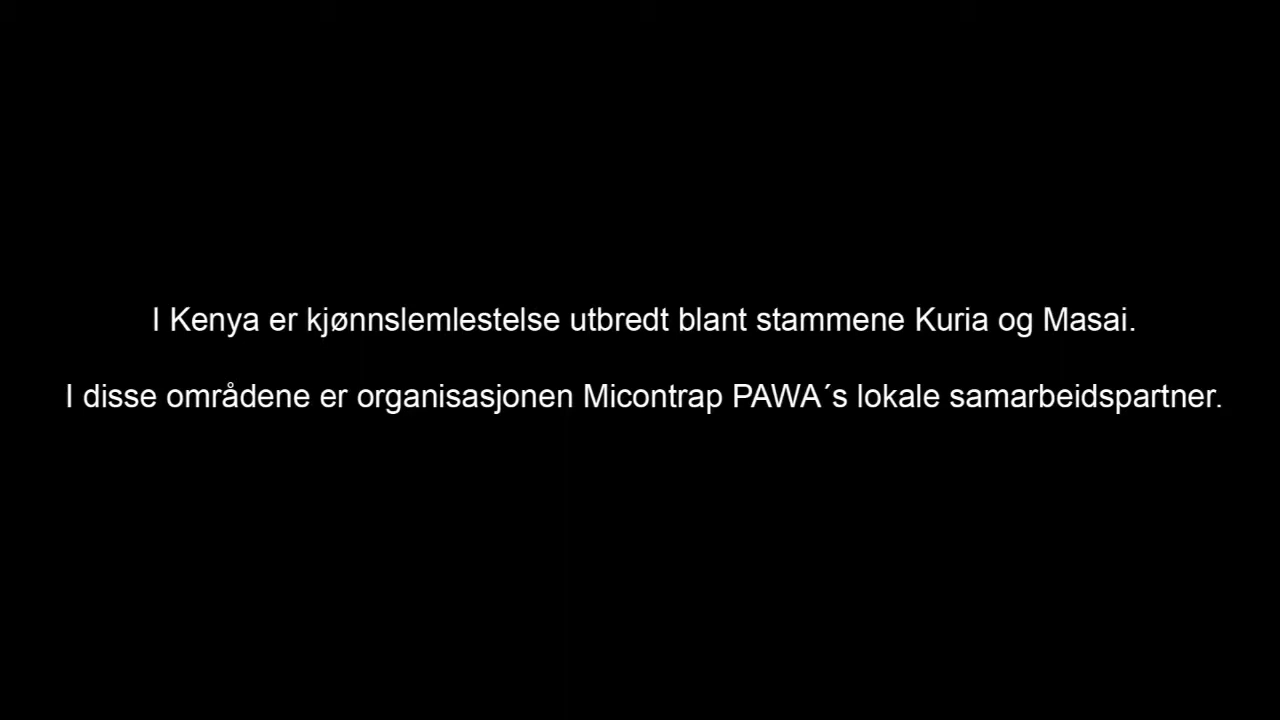 I Kenya er kjønnslemlestelse utbredt blant stammene Kuria og Masai.
I disse områdene er organisasjonen Micontrap PAWA´s lokale samarbeidspartner.